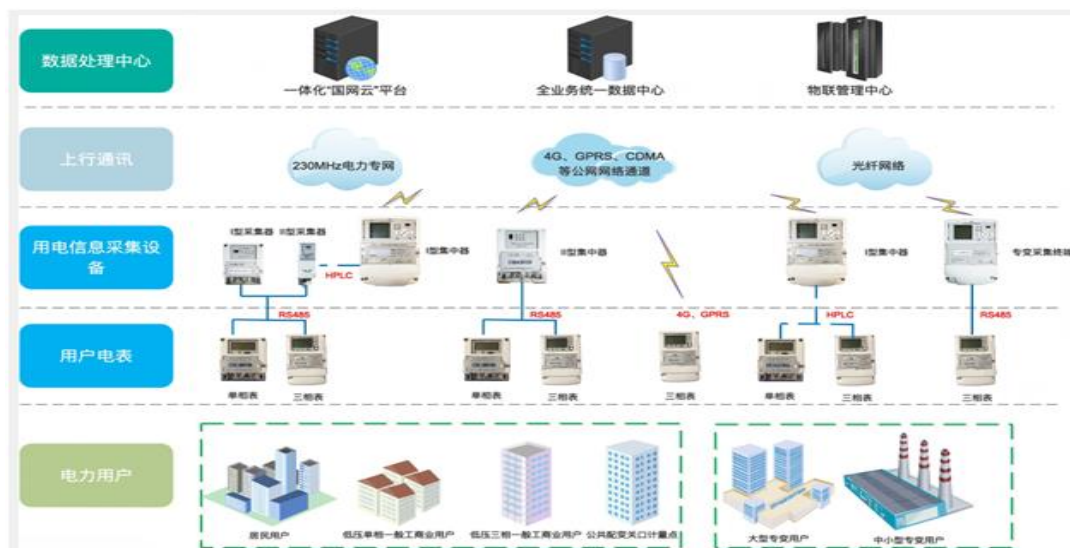 数据处理中心
一体化"国网云"平台
全业务统一数据中心
物联管理中心
上行通讯
230MHz电力专网
4G、GPRS、CDMA
等公网网络通道
光纤网络
用电信息采集设
备
I型采集器
II型采集器
I型集中器
II型集中器
I型集中器
专变采集终端
HPLC
RS485
RS485
4G、GPRS
HPLC
RS485
用户电表
单相表
三相表
单相表
三相表
三相表
单相表
三相表
三相表
电力用户
居民用户
低压单相一般工商业用户
低压三相一般工商业用户
公共配变关口计量点
大型专变用户
中小型专变用户